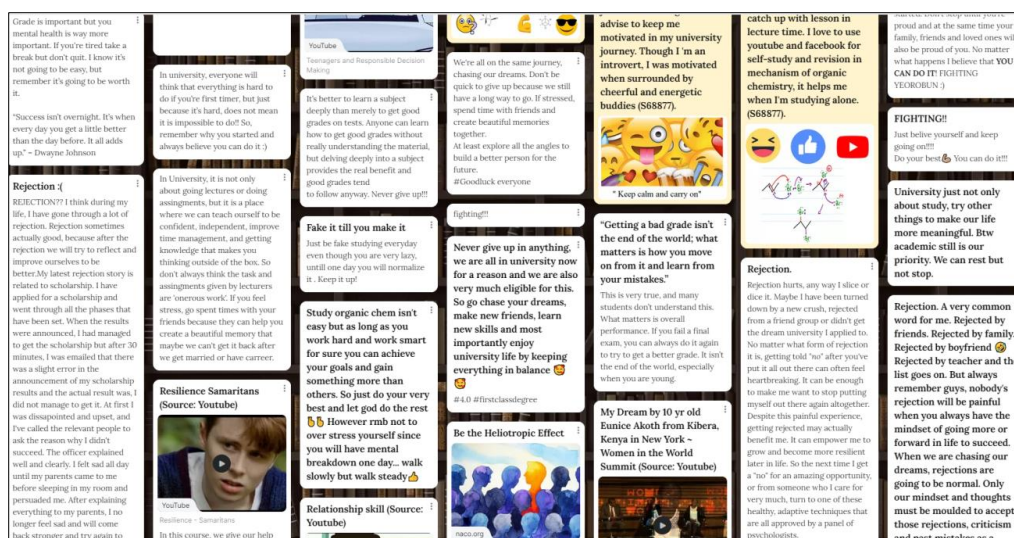 Grade is important but you
mental health is way more
important. If you're tired take a
break but don't quit. I know it's
not going to be easy, but
remember it's going to be worth
it.
"Success isn't overnight. It's when
every day you get a little better
than the day before. It all adds
up." – Dwayne Johnson
Rejection :(
REJECTION?? I think during my
life, I have gone through a lot of
rejection. Rejection sometimes
actually good, because after the
rejection we will try to reflect and
improve ourselves to be
better.My latest rejection story is
related to scholarship. I have
applied for a scholarship and
went through all the phases that
have been set. When the results
were announced, I had managed
to get the scholarship but after 30
minutes, I was emailed that there
was a slight error in the
announcement of my scholarship
results and the actual result was, I
did not manage to get it. At first I
was dissapointed and upset, and
I've called the relevant people to
ask the reason why I didn't
succeed. The officer explained
well and clearly. I felt sad all day
until my parents came to me
before sleeping in my room and
persuaded me. After explaining
everything to my parents, I no
longer feel sad and will come
back stronger and try again to
In university, everyone will
think that everything is hard to
do if you're first timer, but just
because it's hard, does not mean
it is impossible to do!! So,
remember why you started and
always believe you can do it :)
In University, it is not only
about going lectures or doing
assingments, but it is a place
where we can teach ourself to be
confident, independent, improve
time management, and getting
knowledge that makes you
thinking outside of the box. So
don't always think the task and
assingments given by lecturers
are 'onerous work'. If you feel
stress, go spent times with your
friends because they can help you
create a beautiful memory that
maybe we can't get it back after
we get married or have carreer.
Resilience Samaritans
(Source: Youtube)
YouTube
Resilience - Samaritans
In this course, we give our help
YouTube
Teenagers and Responsible Decision
Making
It's better to learn a subject
deeply than merely to get good
grades on tests. Anyone can learn
how to get good grades without
really understanding the material,
but delving deeply into a subject
provides the real benefit and
good grades tend
to follow anyway. Never give up!!!
Fake it till you make it
Just be fake studying everyday
even though you are very lazy,
untill one day you will normalize
it . Keep it up!
Study organic chem isn't
easy but as long as you
work hard and work smart
for sure you can achieve
your goals and gain
something more than
others. So just do your very
best and let god do the rest
However rmb not to
over stress yourself since
you will have mental
breakdown one day... walk
slowly but walk steady
Relationship skill (Source:
Youtube)
We're all on the same journey,
chasing our dreams. Don't be
quick to give up because we still
have a long way to go. If stressed,
spend time with friends and
create beautiful memories
together.
At least explore all the angles to
build a better person for the
future.
#Goodluck everyone
fighting!!!
Never give up in anything,
we are all in university now
for a reason and we are also
very much eligible for this.
So go chase your dreams,
make new friends, learn
new skills and most
importantly enjoy
university life by keeping
everything in balance
#4.0 #firstclassdegree
Be the Heliotropic Effect
naco.org
advise to keep me
motivated in my university
journey. Though I 'm an
introvert, I was motivated
when surrounded by
cheerful and energetic
buddies (S68877).
" Keep calm and carry on"
"Getting a bad grade isn't
the end of the world; what
matters is how you move
on from it and learn from
your mistakes."
This is very true, and many
students don't understand this.
What matters is overall
performance. If you fail a final
exam, you can always do it again
to try to get a better grade. It isn't
the end of the world, especially
when you are young.
My Dream by 10 yr old
Eunice Akoth from Kibera,
Kenya in New York ~
Women in the World
Summit (Source: Youtube)
catch up with lesson in
lecture time. I love to use
youtube and facebook for
self-study and revision in
mechanism of organic
chemistry, it helps me
when I'm studying alone.
(S68877).
Rejection.
Rejection hurts, any way I slice or
dice it. Maybe I have been turned
down by a new crush, rejected
from a friend group or didn't get
the dream university I applied to.
No matter what form of rejection
it is, getting told "no" after you've
put it all out there can often feel
heartbreaking. It can be enough
to make me want to stop putting
myself out there again altogether.
Despite this painful experience,
getting rejected may actually
benefit me. It can empower me to
grow and become more resilient
later in life. So the next time I get
a "no" for an amazing opportunity,
or from someone who I care for
very much, turn to one of these
healthy, adaptive techniques that
are all approved by a panel of
psychologists.
proud and at the same time your
family, friends and loved ones will
also be proud of you. No matter
what happens I believe that YOU
CAN DO IT! FIGHTING
YEOROBUN :)
FIGHTING!!
Just belive yourself and keep
going on!!!!
Do your best You can do it!!!
University just not only
about study, try other
things to make our life
more meaningful. Btw
academic still is our
priority. We can rest but
not stop.
Rejection. A very common
word for me. Rejected by
friends. Rejected by family.
Rejected by boyfriend
Rejected by teacher and the
list goes on. But always
remember guys, nobody's
rejection will be painful
when you always have the
mindset of going more or
forward in life to succeed.
When we are chasing our
dreams, rejections are
going to be normal. Only
our mindset and thoughts
must be moulded to accept
those rejections, criticism
and past mistakes as a